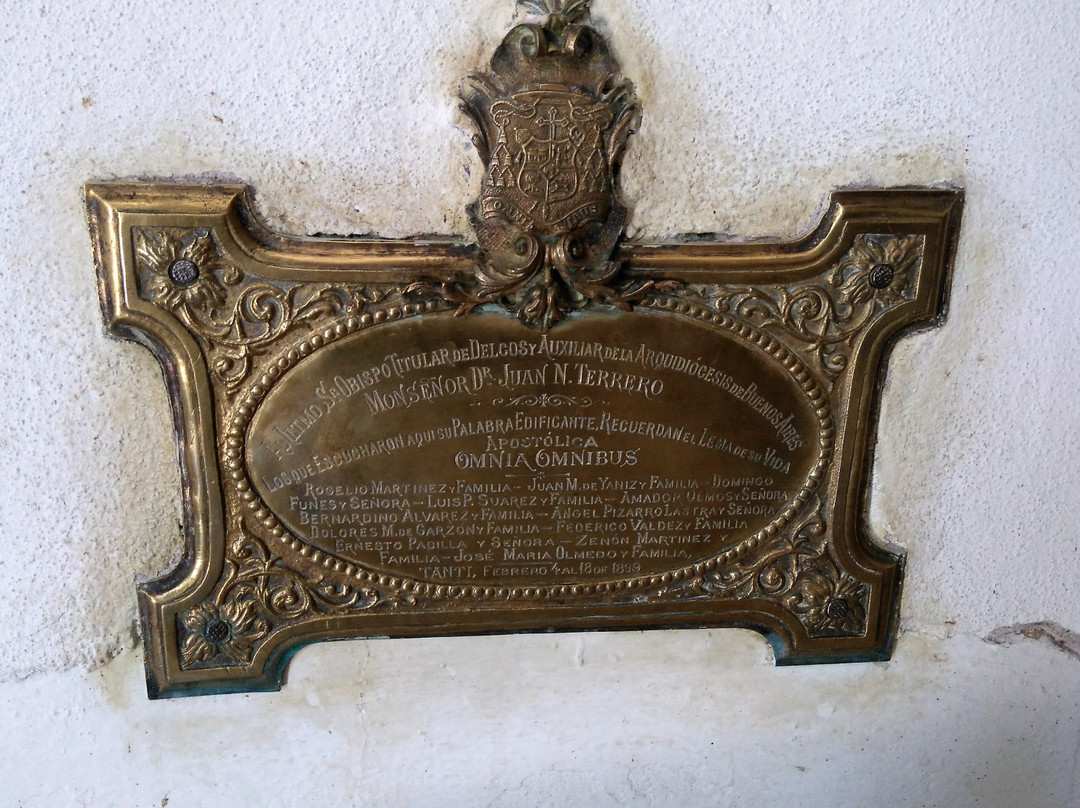 Sr. Obispo Titular de Delcos y Auxiliar de la Arquidiócesis de Buenos Aires
Monseñor Dr. Juan N. Terrero
Los que escucharon aqui su Palabra Edificante, Recuerdan el Lema de su Vida
Apostólica
OMNIA OMNIBUS
Rogelio Martinez y Familia – Juan M. de Yaniz y Familia – Domingo
Funes y Señora – Luis P. Suarez y Familia – Amador Olmos y Señora
Bernardino Alvarez y Familia – Ángel Pizarro Lastra y Señora
Dolores M. de Garzon y Familia – Federico Valdez y Familia
Ernesto Padilla y Señora – Zenón Martinez y
Familia – José Maria Olmedo y Familia,
Tanti, Febrero 4 al 18 de 1899